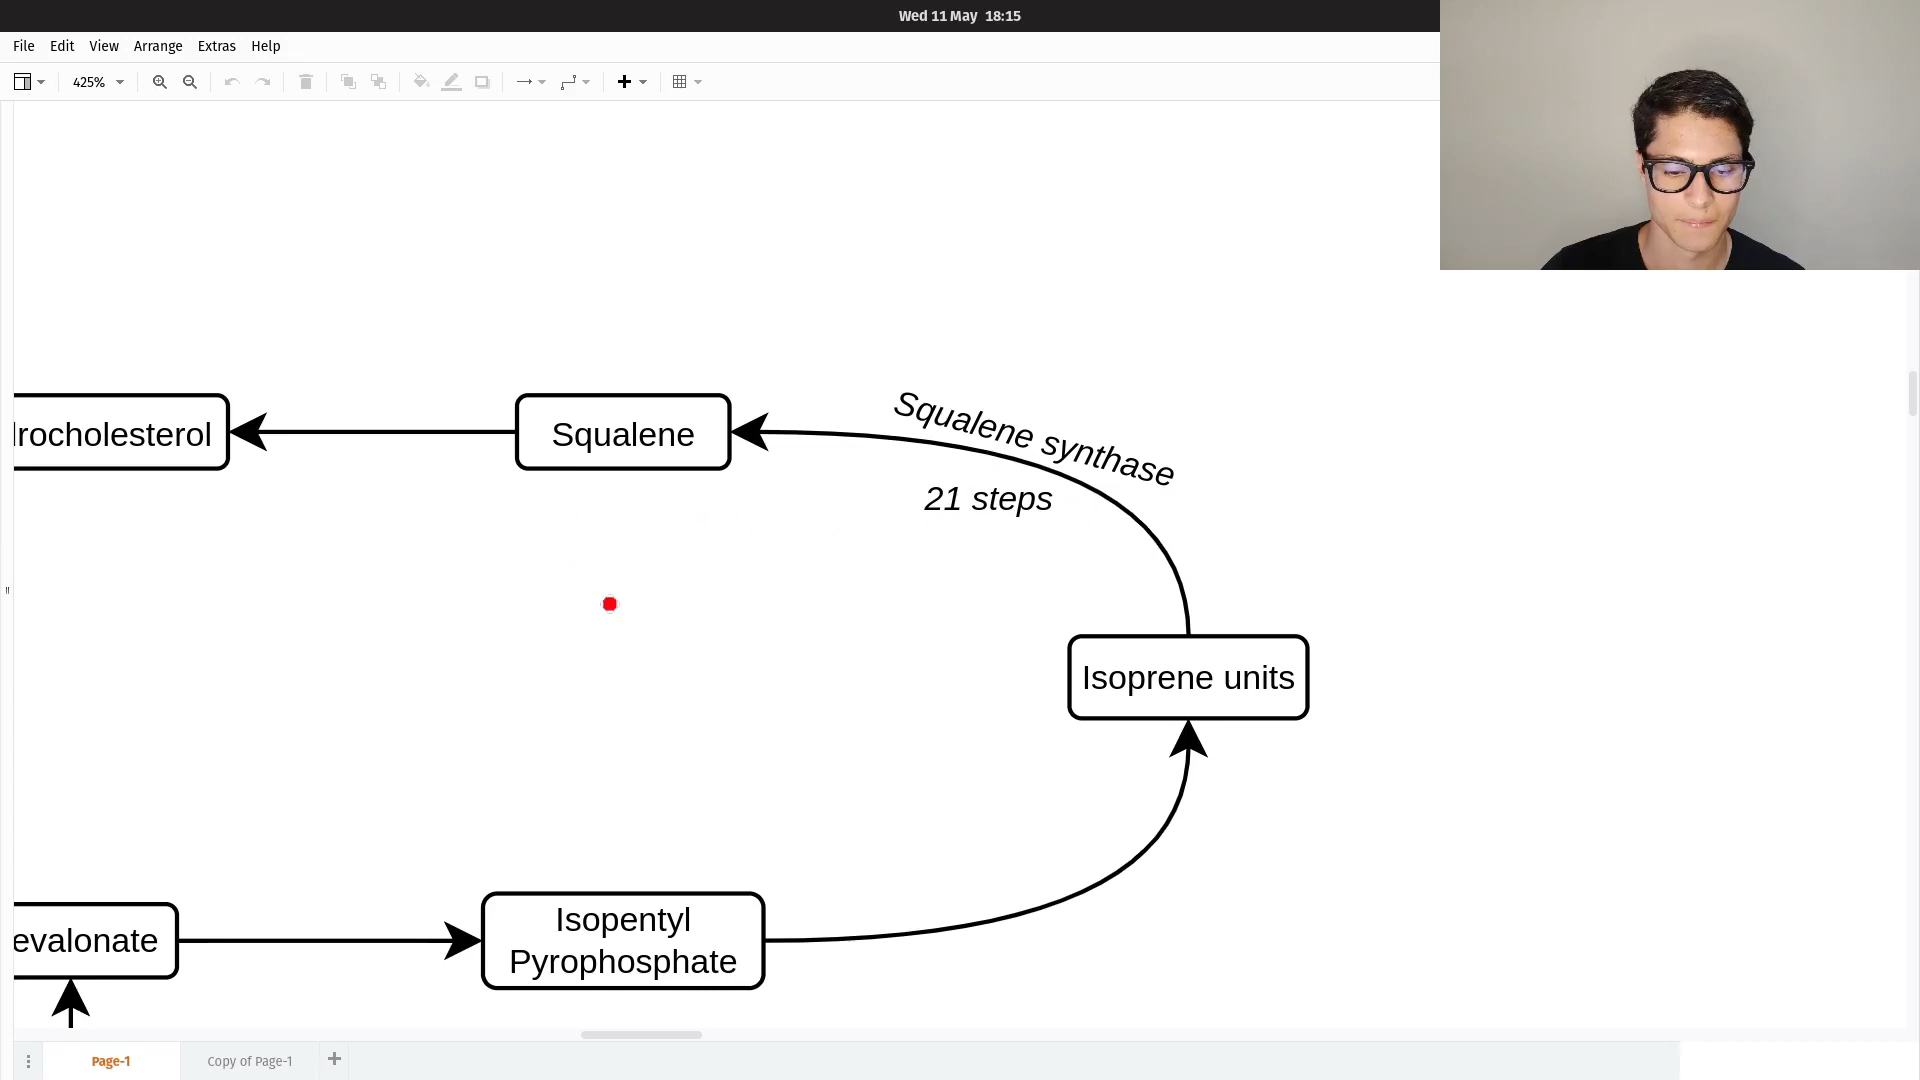 Wed 11 May 18:15
File Edit View Arrange Extras Help
425%
Squalene synthase
drocholesterol
Squalene
21 steps
Isoprene units
evalonate
Isopentyl
Pyrophosphate
Page-1 Copy of Page-1